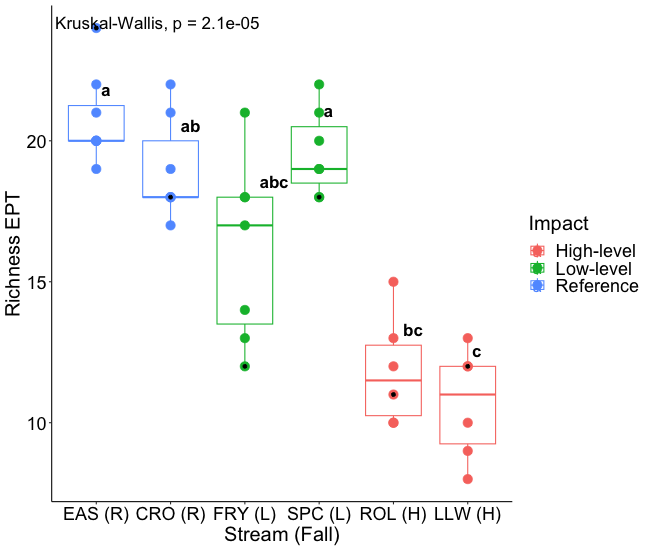 Kruskal-Wallis, p = 2.1e-05
a
ab
abc
a
bc
c
20
15
10
Richness EPT
EAS (R) CRO (R) FRY (L) SPC (L) ROL (H) LLW (H)
Stream (Fall)
Impact
High-level
Low-level
Reference